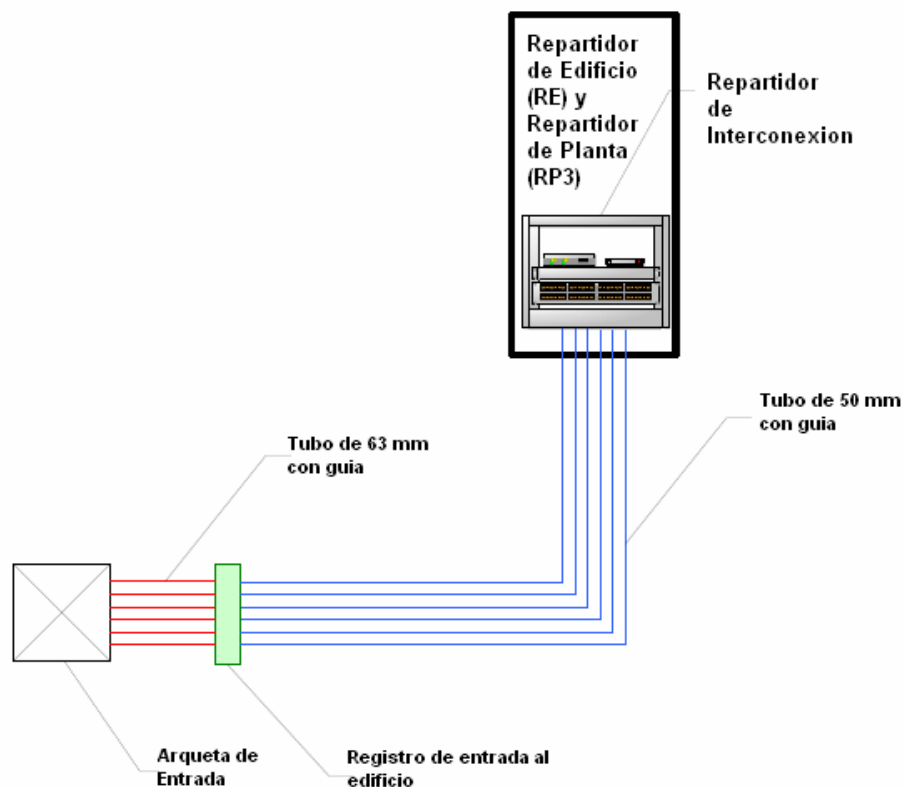 Repartidor
de Edificio
(RE) y
Repartidor
de Planta
(RP3)
Repartidor
de
Interconexion
Tubo de 50 mm
con guia
Tubo de 63 mm
con guia
Arqueta de
Entrada
Registro de entrada al
edificio